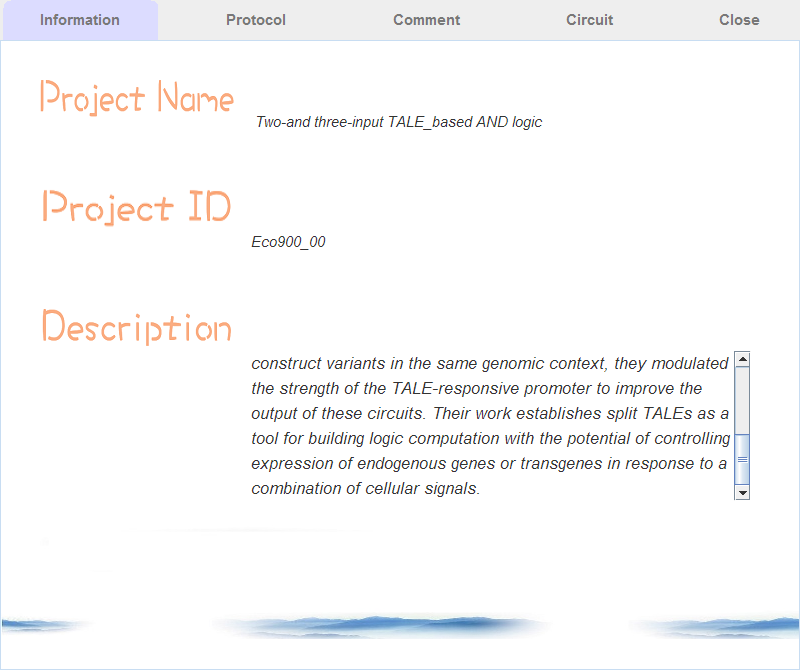 Information Protocol Comment Circuit Close
Project Name
Two-and three-input TALE_based AND logic
Project ID
Eco900_00
Description
construct variants in the same genomic context, they modulated
the strength of the TALE-responsive promoter to improve the
output of these circuits. Their work establishes split TALEs as a
tool for building logic computation with the potential of controlling
expression of endogenous genes or transgenes in response to a
combination of cellular signals.